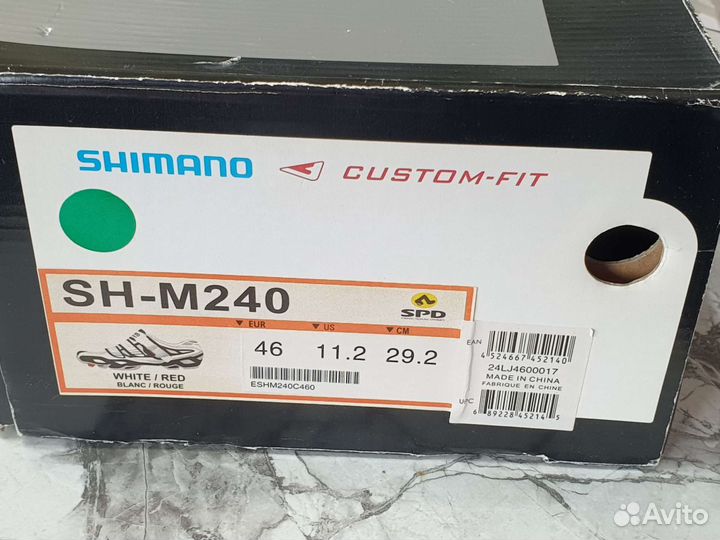 SHIMANO CUSTOM-FIT
SH-M240
SPD
EUR US CM
46 11.2 29.2
WHITE / RED
BLANC / ROUGE
ESHM240C460
EAN
4 524667 452140
24LJ4600017
MADE IN CHINA
FABRIQUE EN CHINE
UPC
6 89228 45214 5
Avito